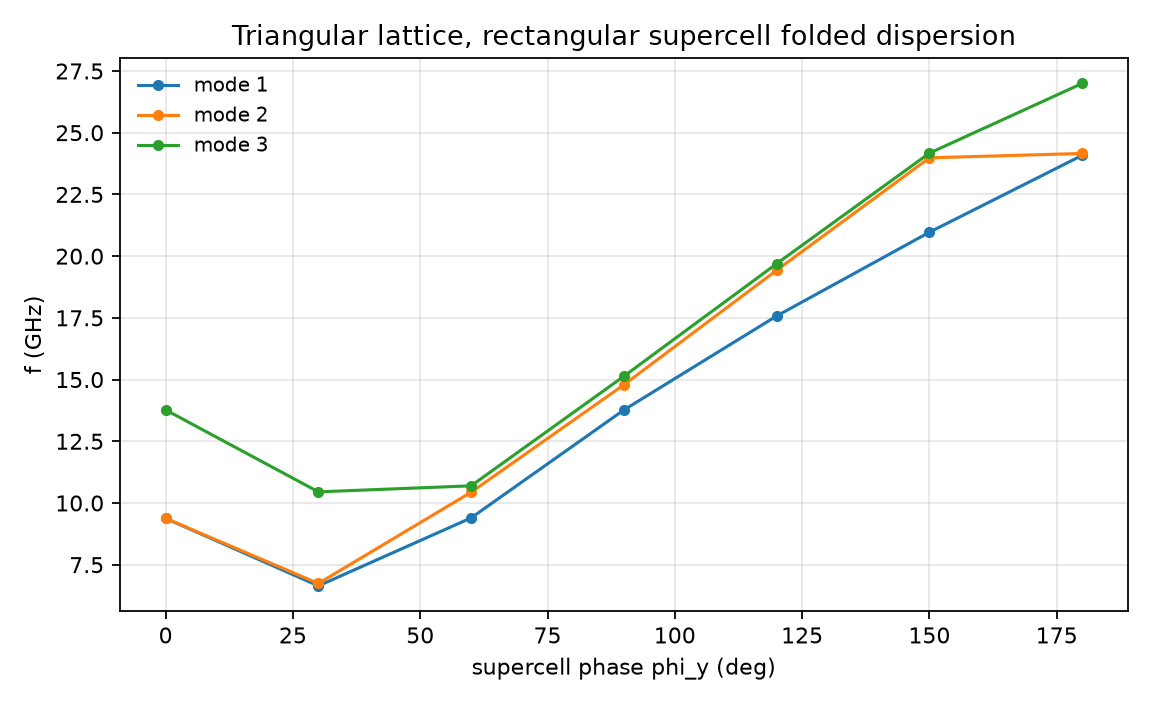 Triangular lattice, rectangular supercell folded dispersion
mode 1
mode 2
mode 3
27.5
25.0
22.5
20.0
17.5
15.0
12.5
10.0
7.5
f (GHz)
0 25 50 75 100 125 150 175
supercell phase phi_y (deg)